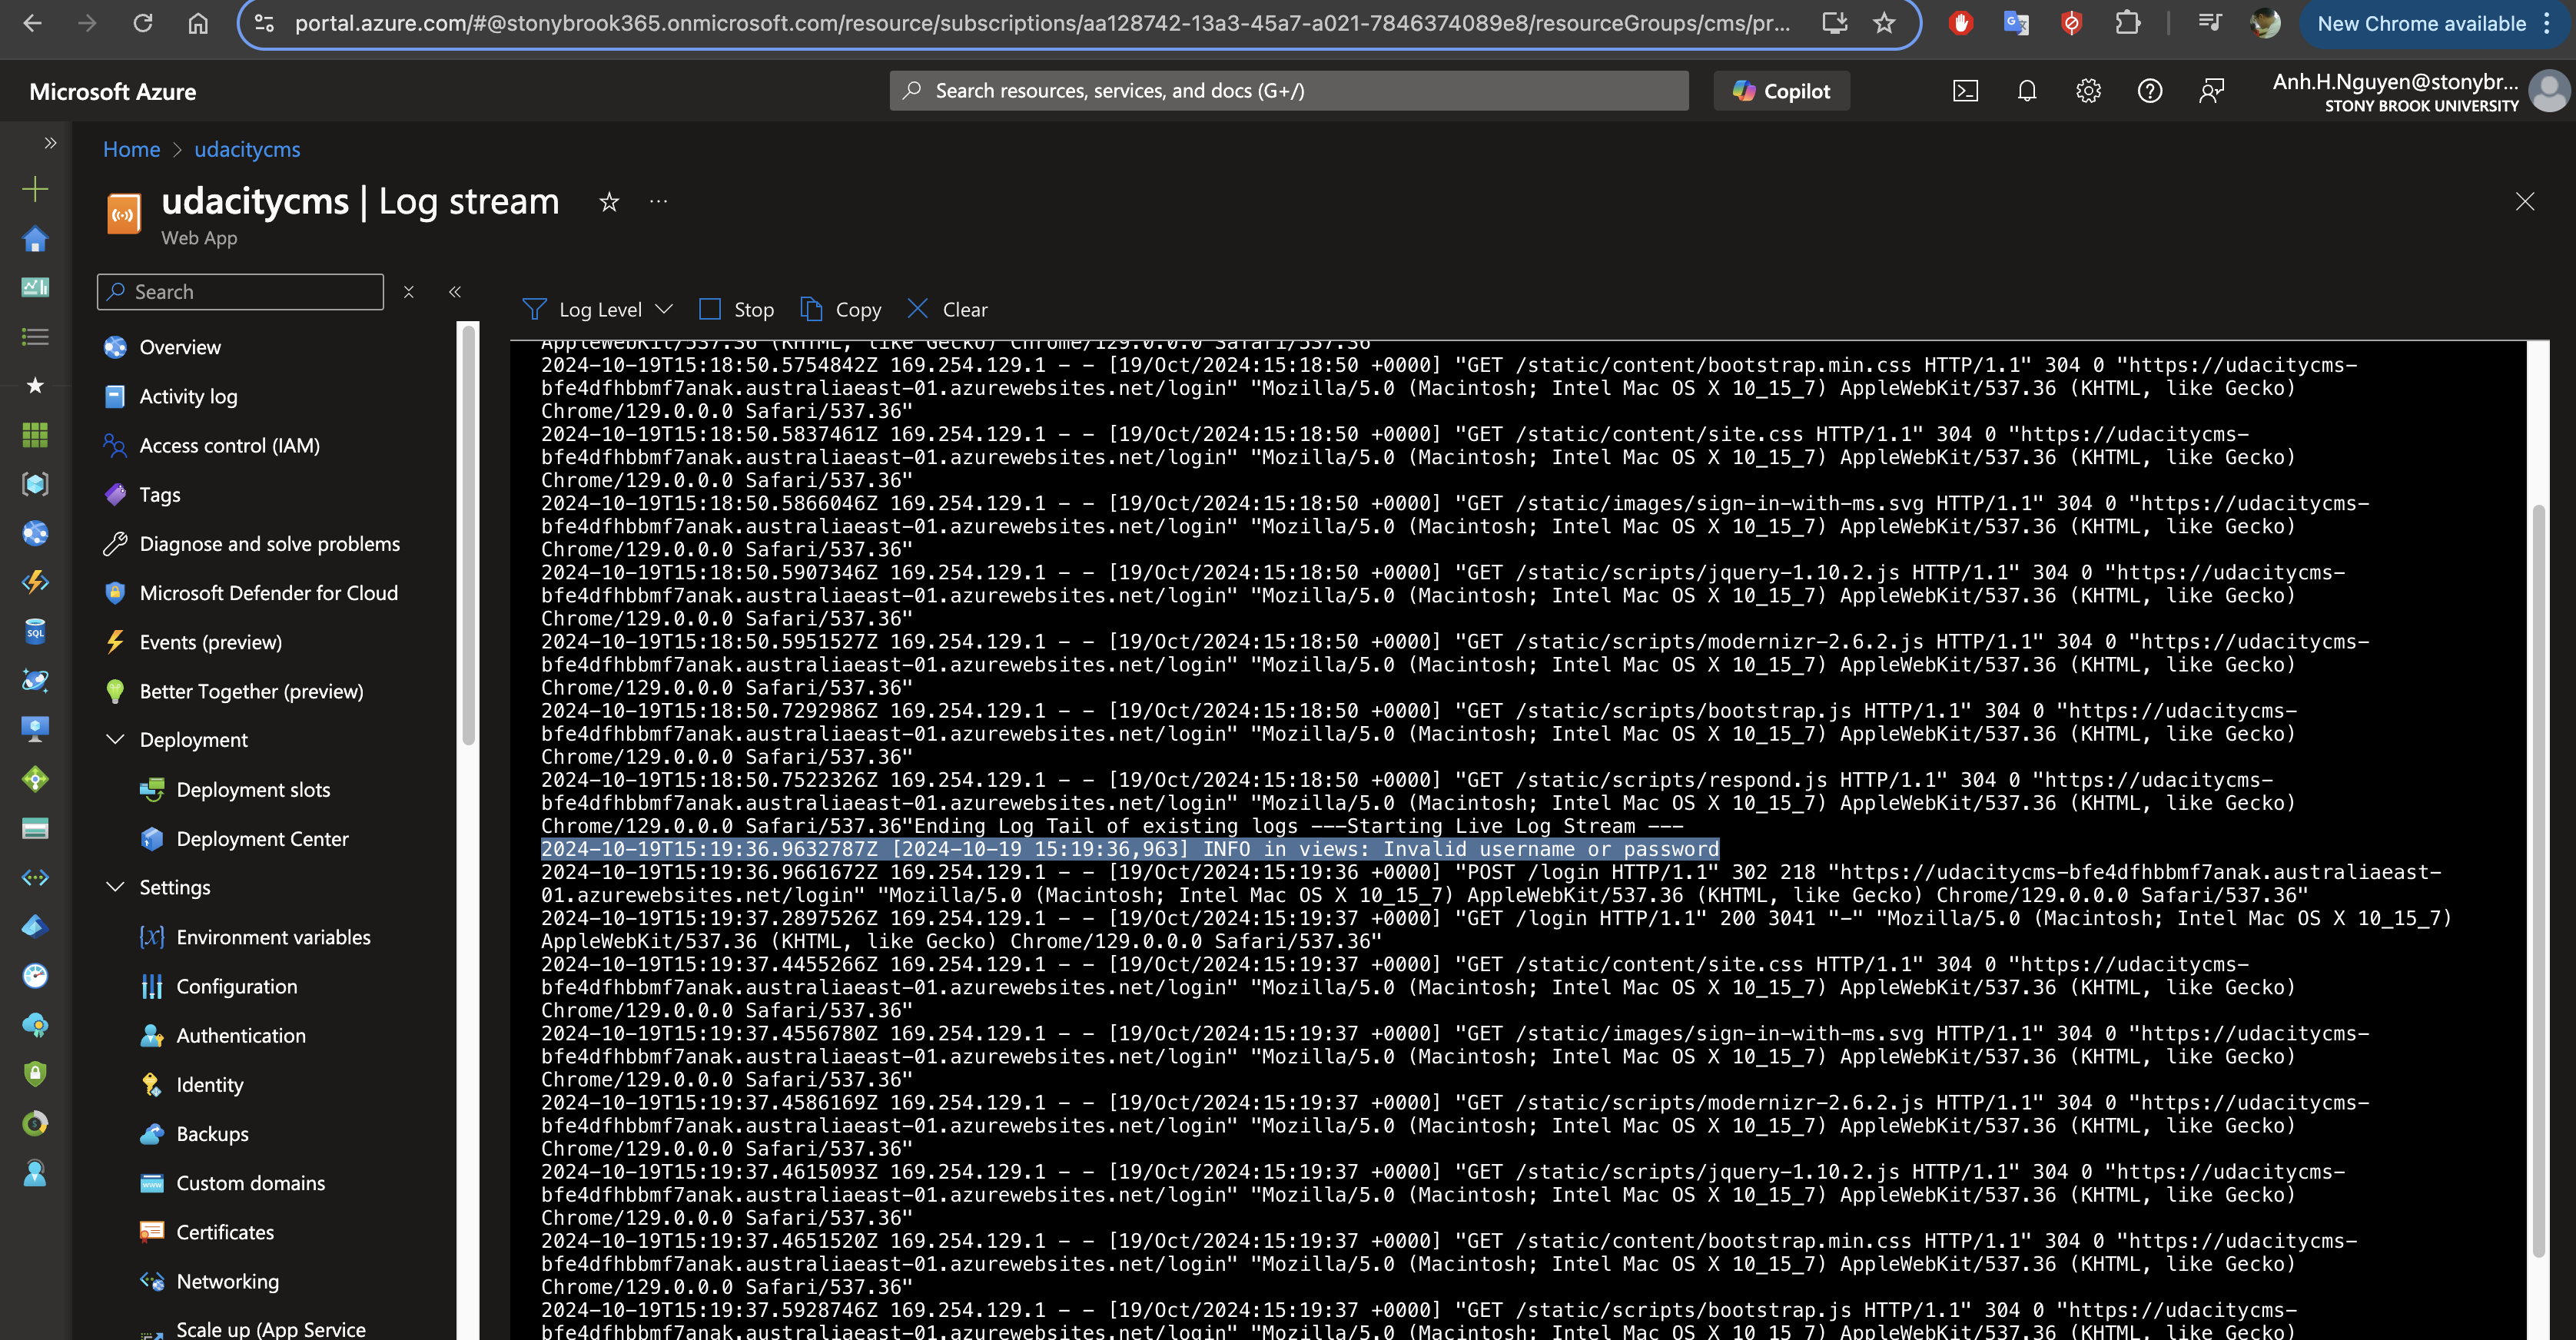 portal.azure.com/#@stonybrook365.onmicrosoft.com/resource/subscriptions/aa128742-13a3-45a7-a021-7846374089e8/resourceGroups/cms/pr...
New Chrome available
Microsoft Azure
Search resources, services, and docs (G+/)
Copilot
Anh.H.Nguyen@stonybr...
STONY BROOK UNIVERSITY
Home > udacitycms
udacitycms | Log stream
Web App
Search
Log Level
Stop
Copy
Clear
Overview
Activity log
Access control (IAM)
Tags
Diagnose and solve problems
Microsoft Defender for Cloud
Events (preview)
Better Together (preview)
Deployment
Deployment slots
Deployment Center
Settings
Environment variables
Configuration
Authentication
Identity
Backups
Custom domains
Certificates
Networking
Scale up (App Service
AppleWebKit/537.36 (KHTML, like Gecko) Chrome/129.0.0.0 Safari/537.36
2024-10-19T15:18:50.5754842Z 169.254.129.1 - - [19/Oct/2024:15:18:50 +0000] "GET /static/content/bootstrap.min.css HTTP/1.1" 304 0 "https://udacitycms-
bfe4dfhbbmf7anak.australiaeast-01.azurewebsites.net/login" "Mozilla/5.0 (Macintosh; Intel Mac OS X 10_15_7) AppleWebKit/537.36 (KHTML, like Gecko)
Chrome/129.0.0.0 Safari/537.36"
2024-10-19T15:18:50.5837461Z 169.254.129.1 - - [19/Oct/2024:15:18:50 +0000] "GET /static/content/site.css HTTP/1.1" 304 0 "https://udacitycms-
bfe4dfhbbmf7anak.australiaeast-01.azurewebsites.net/login" "Mozilla/5.0 (Macintosh; Intel Mac OS X 10_15_7) AppleWebKit/537.36 (KHTML, like Gecko)
Chrome/129.0.0.0 Safari/537.36"
2024-10-19T15:18:50.5866046Z 169.254.129.1 - - [19/Oct/2024:15:18:50 +0000] "GET /static/images/sign-in-with-ms.svg HTTP/1.1" 304 0 "https://udacitycms-
bfe4dfhbbmf7anak.australiaeast-01.azurewebsites.net/login" "Mozilla/5.0 (Macintosh; Intel Mac OS X 10_15_7) AppleWebKit/537.36 (KHTML, like Gecko)
Chrome/129.0.0.0 Safari/537.36"
2024-10-19T15:18:50.5907346Z 169.254.129.1 - - [19/Oct/2024:15:18:50 +0000] "GET /static/scripts/jquery-1.10.2.js HTTP/1.1" 304 0 "https://udacitycms-
bfe4dfhbbmf7anak.australiaeast-01.azurewebsites.net/login" "Mozilla/5.0 (Macintosh; Intel Mac OS X 10_15_7) AppleWebKit/537.36 (KHTML, like Gecko)
Chrome/129.0.0.0 Safari/537.36"
2024-10-19T15:18:50.5951527Z 169.254.129.1 - - [19/Oct/2024:15:18:50 +0000] "GET /static/scripts/modernizr-2.6.2.js HTTP/1.1" 304 0 "https://udacitycms-
bfe4dfhbbmf7anak.australiaeast-01.azurewebsites.net/login" "Mozilla/5.0 (Macintosh; Intel Mac OS X 10_15_7) AppleWebKit/537.36 (KHTML, like Gecko)
Chrome/129.0.0.0 Safari/537.36"
2024-10-19T15:18:50.7292986Z 169.254.129.1 - - [19/Oct/2024:15:18:50 +0000] "GET /static/scripts/bootstrap.js HTTP/1.1" 304 0 "https://udacitycms-
bfe4dfhbbmf7anak.australiaeast-01.azurewebsites.net/login" "Mozilla/5.0 (Macintosh; Intel Mac OS X 10_15_7) AppleWebKit/537.36 (KHTML, like Gecko)
Chrome/129.0.0.0 Safari/537.36"
2024-10-19T15:18:50.7522326Z 169.254.129.1 - - [19/Oct/2024:15:18:50 +0000] "GET /static/scripts/respond.js HTTP/1.1" 304 0 "https://udacitycms-
bfe4dfhbbmf7anak.australiaeast-01.azurewebsites.net/login" "Mozilla/5.0 (Macintosh; Intel Mac OS X 10_15_7) AppleWebKit/537.36 (KHTML, like Gecko)
Chrome/129.0.0.0 Safari/537.36"Ending Log Tail of existing logs ---Starting Live Log Stream ---
2024-10-19T15:19:36.9632787Z [2024-10-19 15:19:36,963] INFO in views: Invalid username or password
2024-10-19T15:19:36.9661672Z 169.254.129.1 - - [19/Oct/2024:15:19:36 +0000] "POST /login HTTP/1.1" 302 218 "https://udacitycms-bfe4dfhbbmf7anak.australiaeast-
01.azurewebsites.net/login" "Mozilla/5.0 (Macintosh; Intel Mac OS X 10_15_7) AppleWebKit/537.36 (KHTML, like Gecko) Chrome/129.0.0.0 Safari/537.36"
2024-10-19T15:19:37.2897526Z 169.254.129.1 - - [19/Oct/2024:15:19:37 +0000] "GET /login HTTP/1.1" 200 3041 "-" "Mozilla/5.0 (Macintosh; Intel Mac OS X 10_15_7)
AppleWebKit/537.36 (KHTML, like Gecko) Chrome/129.0.0.0 Safari/537.36"
2024-10-19T15:19:37.4455266Z 169.254.129.1 - - [19/Oct/2024:15:19:37 +0000] "GET /static/content/site.css HTTP/1.1" 304 0 "https://udacitycms-
bfe4dfhbbmf7anak.australiaeast-01.azurewebsites.net/login" "Mozilla/5.0 (Macintosh; Intel Mac OS X 10_15_7) AppleWebKit/537.36 (KHTML, like Gecko)
Chrome/129.0.0.0 Safari/537.36"
2024-10-19T15:19:37.4556780Z 169.254.129.1 - - [19/Oct/2024:15:19:37 +0000] "GET /static/images/sign-in-with-ms.svg HTTP/1.1" 304 0 "https://udacitycms-
bfe4dfhbbmf7anak.australiaeast-01.azurewebsites.net/login" "Mozilla/5.0 (Macintosh; Intel Mac OS X 10_15_7) AppleWebKit/537.36 (KHTML, like Gecko)
Chrome/129.0.0.0 Safari/537.36"
2024-10-19T15:19:37.4586169Z 169.254.129.1 - - [19/Oct/2024:15:19:37 +0000] "GET /static/scripts/modernizr-2.6.2.js HTTP/1.1" 304 0 "https://udacitycms-
bfe4dfhbbmf7anak.australiaeast-01.azurewebsites.net/login" "Mozilla/5.0 (Macintosh; Intel Mac OS X 10_15_7) AppleWebKit/537.36 (KHTML, like Gecko)
Chrome/129.0.0.0 Safari/537.36"
2024-10-19T15:19:37.4615093Z 169.254.129.1 - - [19/Oct/2024:15:19:37 +0000] "GET /static/scripts/jquery-1.10.2.js HTTP/1.1" 304 0 "https://udacitycms-
bfe4dfhbbmf7anak.australiaeast-01.azurewebsites.net/login" "Mozilla/5.0 (Macintosh; Intel Mac OS X 10_15_7) AppleWebKit/537.36 (KHTML, like Gecko)
Chrome/129.0.0.0 Safari/537.36"
2024-10-19T15:19:37.4651520Z 169.254.129.1 - - [19/Oct/2024:15:19:37 +0000] "GET /static/content/bootstrap.min.css HTTP/1.1" 304 0 "https://udacitycms-
bfe4dfhbbmf7anak.australiaeast-01.azurewebsites.net/login" "Mozilla/5.0 (Macintosh; Intel Mac OS X 10_15_7) AppleWebKit/537.36 (KHTML, like Gecko)
Chrome/129.0.0.0 Safari/537.36"
2024-10-19T15:19:37.5928746Z 169.254.129.1 - - [19/Oct/2024:15:19:37 +0000] "GET /static/scripts/bootstrap.js HTTP/1.1" 304 0 "https://udacitycms-
bfe4dfhbbmf7anak.australiaeast-01.azurewebsites.net/login" "Mozilla/5.0 (Macintosh; Intel Mac OS X 10_15_7) AppleWebKit/537.36 (KHTML, like Gecko)